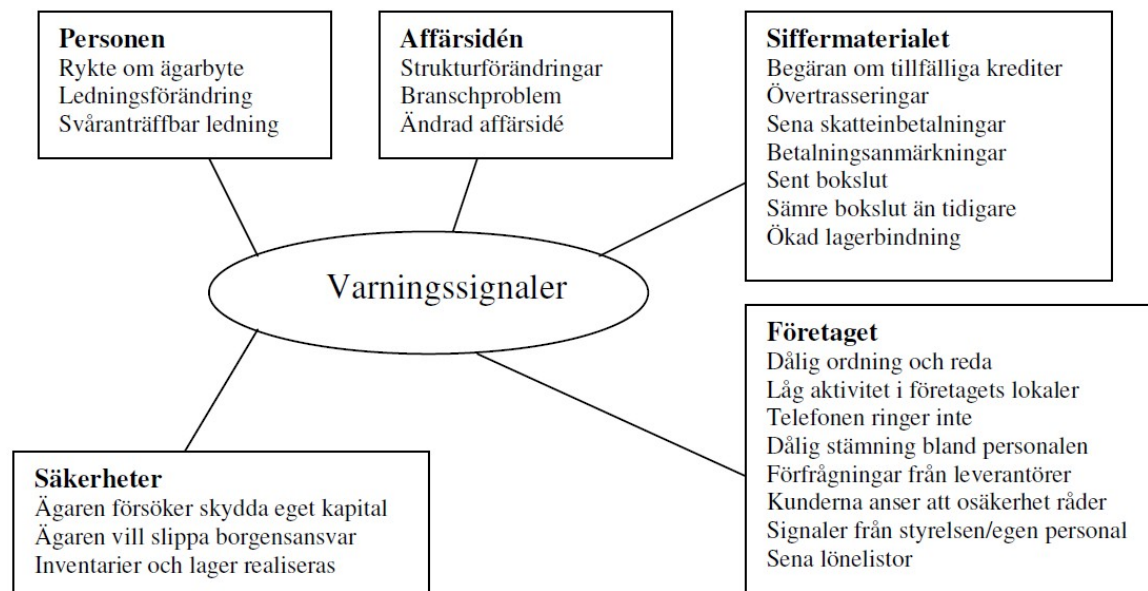 Personen
Rykte om ägarbyte
Ledningsförändring
Svåranträffbar ledning
Affärsidén
Strukturförändringar
Branschproblem
Ändrad affärsidé
Siffermaterialet
Begäran om tillfälliga krediter
Övertrasseringar
Sena skatteinbetalningar
Betalningsanmärkningar
Sent bokslut
Sämre bokslut än tidigare
Ökad lagerbindning
Varningssignaler
Säkerheter
Ägaren försöker skydda eget kapital
Ägaren vill slippa borgensansvar
Inventarier och lager realiseras
Företaget
Dålig ordning och reda
Låg aktivitet i företagets lokaler
Telefonen ringer inte
Dålig stämning bland personalen
Förfrågningar från leverantörer
Kunderna anser att osäkerhet råder
Signaler från styrelsen/egen personal
Sena lönelistor